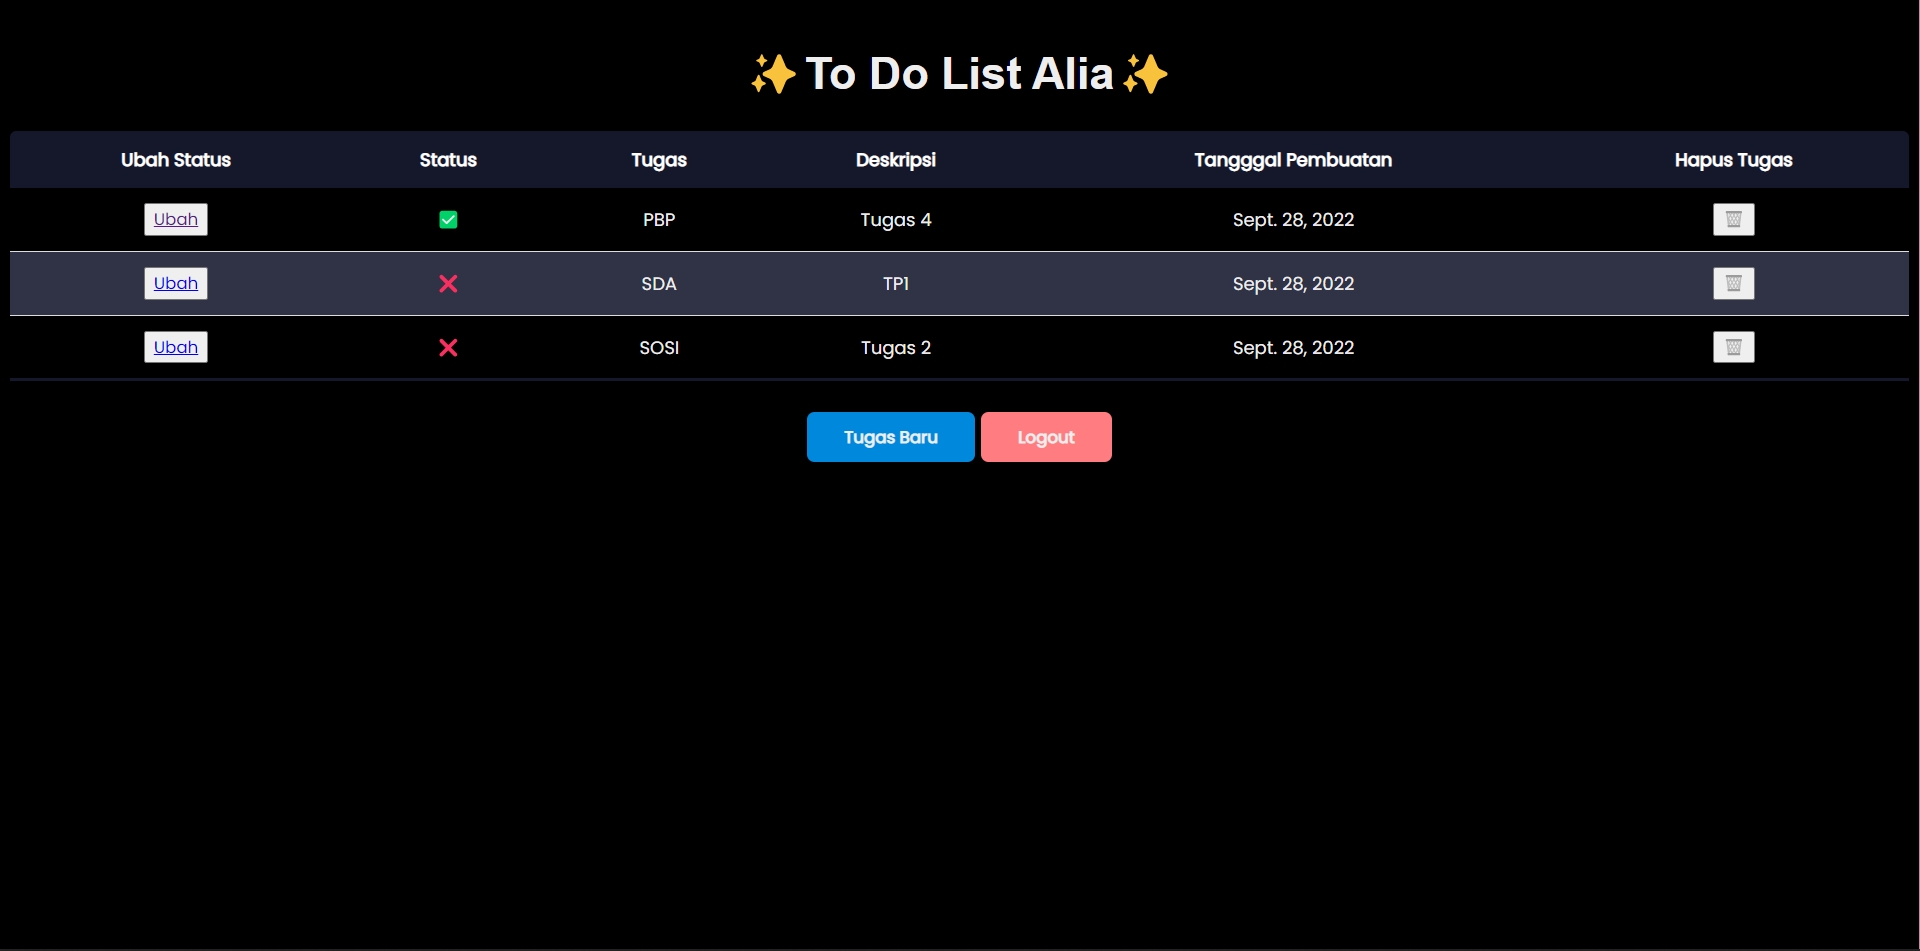 ✨To Do List Alia✨
Ubah Status Status Tugas Deskripsi Tangggal Pembuatan Hapus Tugas
Ubah ✅ PBP Tugas 4 Sept. 28, 2022 🗑
Ubah ❌ SDA TP1 Sept. 28, 2022 🗑
Ubah ❌ SOSI Tugas 2 Sept. 28, 2022 🗑
Tugas Baru Logout